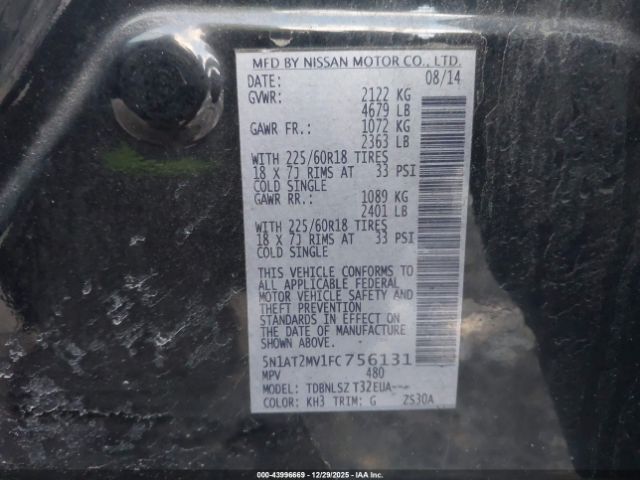 MFD BY NISSAN MOTOR CO., LTD.
DATE: 08/14
GVWR: 2122 KG
4679 LB
GAWR FR.: 1072 KG
2363 LB
WITH 225/60R18 TIRES
18 X 7J RIMS AT 33 PSI
COLD SINGLE
GAWR RR.: 1089 KG
2401 LB
WITH 225/60R18 TIRES
18 X 7J RIMS AT 33 PSI
COLD SINGLE
THIS VEHICLE CONFORMS TO
ALL APPLICABLE FEDERAL
MOTOR VEHICLE SAFETY AND
THEFT PREVENTION
STANDARDS IN EFFECT ON
THE DATE OF MANUFACTURE
SHOWN ABOVE.
5N1AT2MV1FC756131
MPV 480
MODEL: TDBNLSZ T32EUA---
COLOR: KH3 TRIM: G ZS30A
000-43996669 - 12/29/2025 - IAAI.com